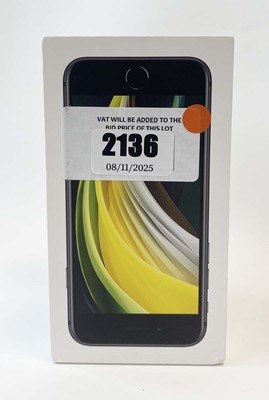 VAT WILL BE ADDED TO THE
BID PRICE OF THIS LOT
2136
08/11/2025